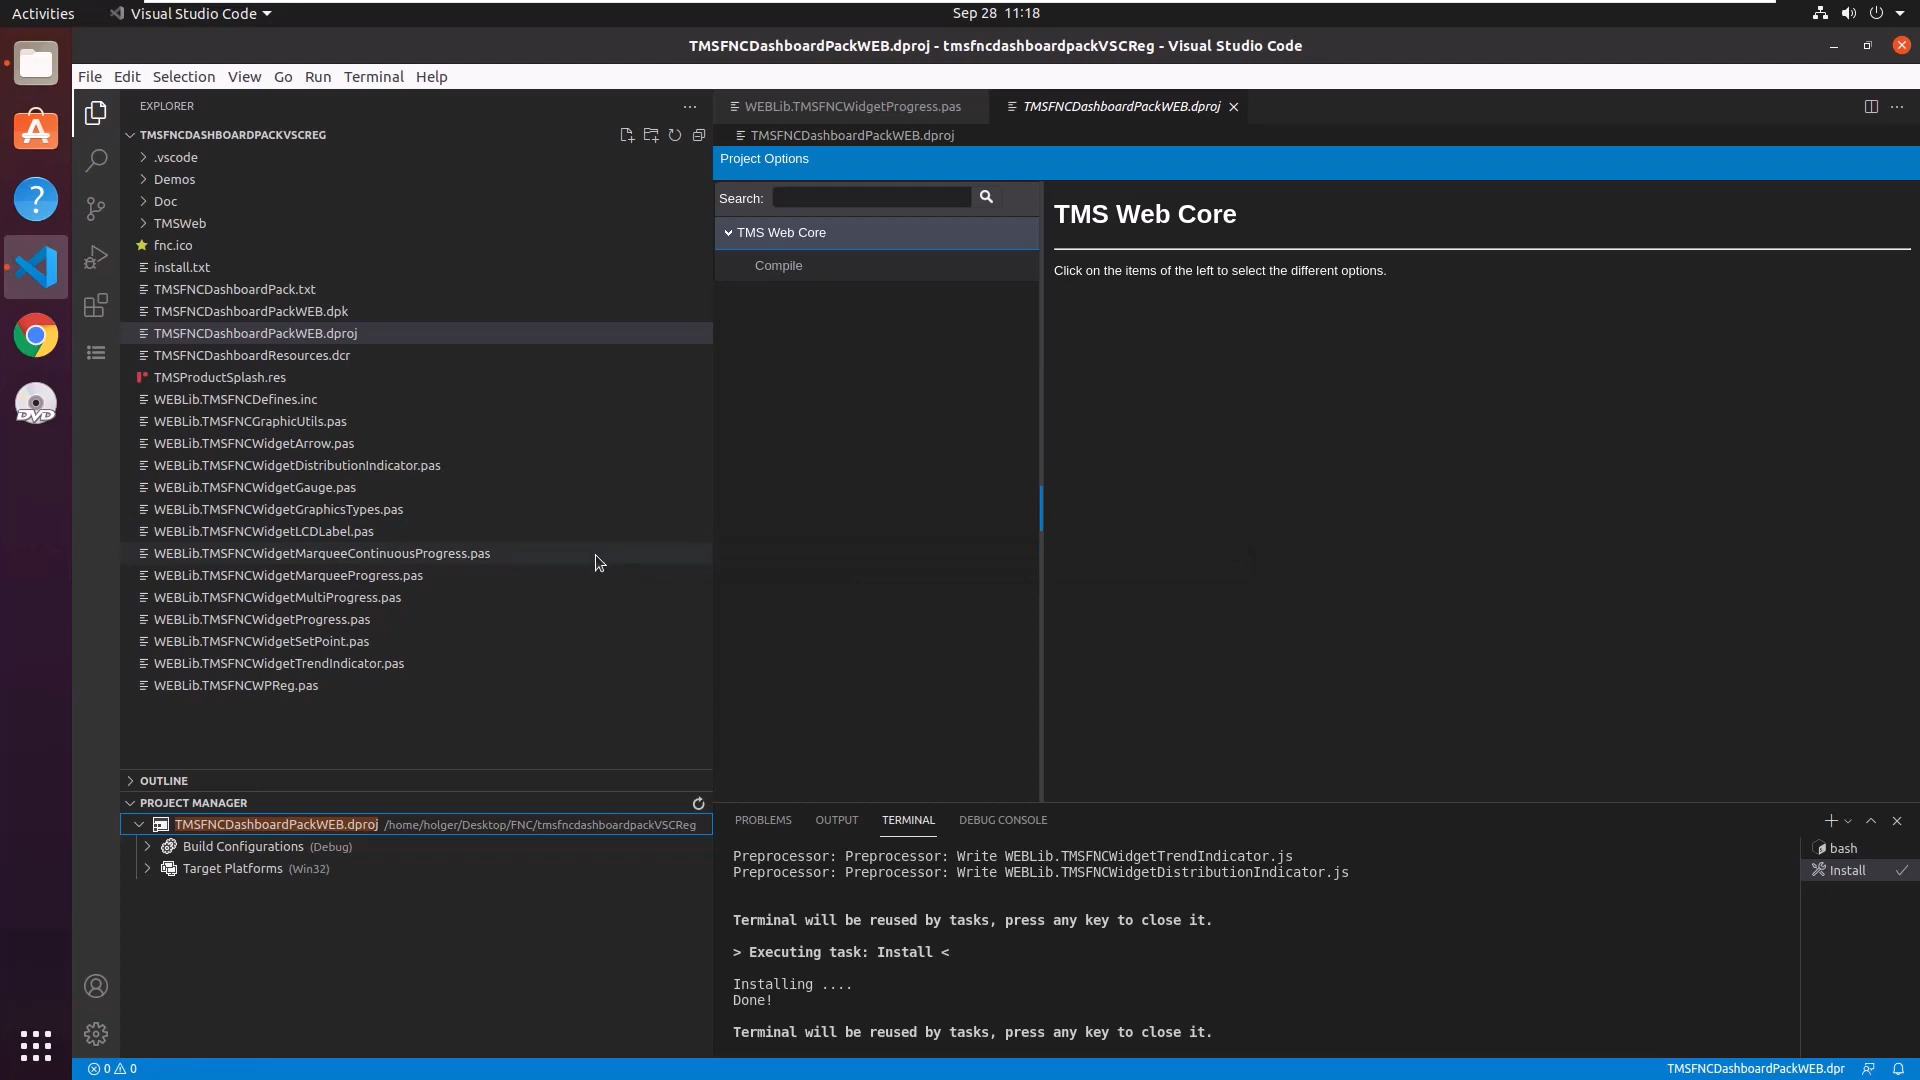 Activities
Visual Studio Code
Sep 28 11:18
TMSFNCDashboardPackWEB.dproj - tmsfncdashboardpackVSCReg - Visual Studio Code
File Edit Selection View Go Run Terminal Help
EXPLORER
TMSFNCDASHBOARDPACKVSCREG
.vscode
Demos
Doc
TMSWeb
fnc.ico
install.txt
TMSFNCDashboardPack.txt
TMSFNCDashboardPackWEB.dpk
TMSFNCDashboardPackWEB.dproj
TMSFNCDashboardResources.dcr
TMSProductSplash.res
WEBLib.TMSFNCDefines.inc
WEBLib.TMSFNCGraphicUtils.pas
WEBLib.TMSFNCWidgetArrow.pas
WEBLib.TMSFNCWidgetDistributionIndicator.pas
WEBLib.TMSFNCWidgetGauge.pas
WEBLib.TMSFNCWidgetGraphicsTypes.pas
WEBLib.TMSFNCWidgetLCDLabel.pas
WEBLib.TMSFNCWidgetMarqueeContinuousProgress.pas
WEBLib.TMSFNCWidgetMarqueeProgress.pas
WEBLib.TMSFNCWidgetMultiProgress.pas
WEBLib.TMSFNCWidgetProgress.pas
WEBLib.TMSFNCWidgetSetPoint.pas
WEBLib.TMSFNCWidgetTrendIndicator.pas
WEBLib.TMSFNCWPReg.pas
OUTLINE
PROJECT MANAGER
TMSFNCDashboardPackWEB.dproj /home/holger/Desktop/FNC/tmsfncdashboardpackVSCReg
Build Configurations (Debug)
Target Platforms (Win32)
WEBLib.TMSFNCWidgetProgress.pas
TMSFNCDashboardPackWEB.dproj
TMSFNCDashboardPackWEB.dproj
Project Options
Search:
TMS Web Core
Compile
TMS Web Core
Click on the items of the left to select the different options.
PROBLEMS OUTPUT TERMINAL DEBUG CONSOLE
Preprocessor: Preprocessor: Write WEBLib.TMSFNCWidgetTrendIndicator.js
Preprocessor: Preprocessor: Write WEBLib.TMSFNCWidgetDistributionIndicator.js
Terminal will be reused by tasks, press any key to close it.
> Executing task: Install <
Installing ....
Done!
Terminal will be reused by tasks, press any key to close it.
bash
Install
DVD
0 0
TMSFNCDashboardPackWEB.dpr